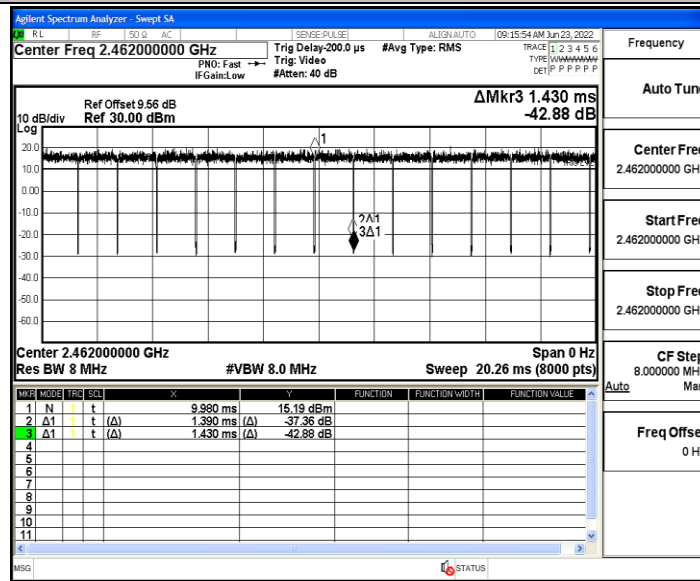 Agilent Spectrum Analyzer - Swept SA
LXI RL RF 50 Ω AC SENSE:PULSE ALIGN AUTO 09:15:54 AM Jun 23, 2022
Center Freq 2.462000000 GHz
PNO: Fast
IFGain:Low
Trig Delay-200.0 µs
Trig: Video
#Atten: 40 dB
#Avg Type: RMS
TRACE 1 2 3 4 5 6
TYPE WWWWWW
DET P P P P P P
Ref Offset 9.56 dB
Ref 30.00 dBm
10 dB/div
Log
ΔMkr3 1.430 ms
-42.88 dB
20.0
10.0
0.00
-10.0
-20.0
-30.0
-40.0
-50.0
-60.0
1
2Δ1
3Δ1
Center 2.462000000 GHz Span 0 Hz
Res BW 8 MHz #VBW 8.0 MHz Sweep 20.26 ms (8000 pts)
MKR MODE TRC SCL X Y FUNCTION FUNCTION WIDTH FUNCTION VALUE
1 N 1 t 9.980 ms 15.19 dBm
2 Δ1 1 t (Δ) 1.390 ms (Δ) -37.36 dB
3 Δ1 1 t (Δ) 1.430 ms (Δ) -42.88 dB
4
5
6
7
8
9
10
11
MSG STATUS
Frequency
Auto Tun
Center Fre
2.462000000 GH
Start Fre
2.462000000 GH
Stop Fre
2.462000000 GH
CF Step
8.000000 MH
Auto Ma
Freq Offse
0 H